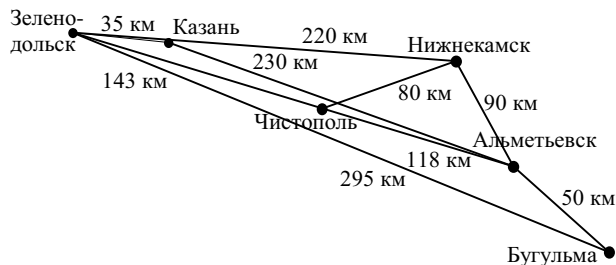 Зелено-
дольск
35 км
Казань
220 км
Нижнекамск
230 км
143 км
80 км
90 км
Чистополь
Альметьевск
118 км
295 км
50 км
Бугульма